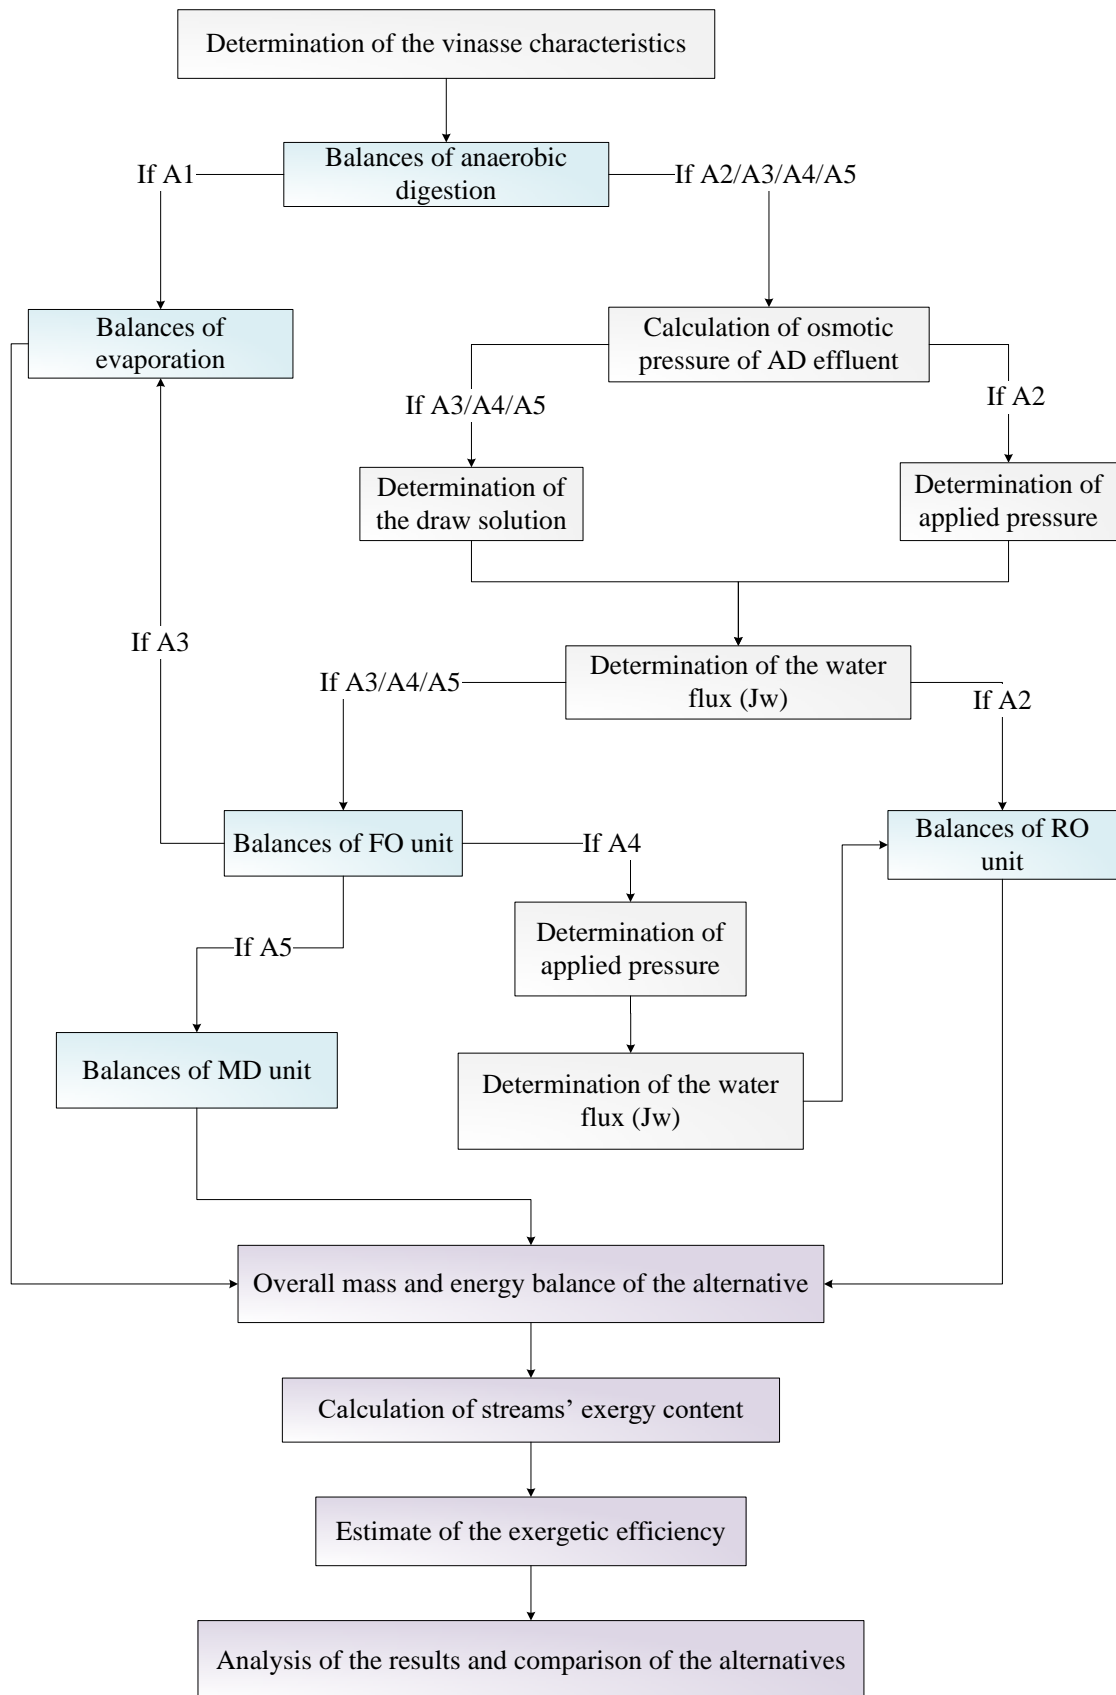 Determination of the vinasse characteristics
Balances of anaerobic
digestion
If A1
If A2/A3/A4/A5
Balances of
evaporation
Calculation of osmotic
pressure of AD effluent
If A3/A4/A5
If A2
Determination of
the draw solution
Determination of
applied pressure
If A3
Determination of the water
flux (Jw)
If A3/A4/A5
If A2
Balances of FO unit
If A4
Balances of RO
unit
Determination of
applied pressure
If A5
Balances of MD unit
Determination of the water
flux (Jw)
Overall mass and energy balance of the alternative
Calculation of streams’ exergy content
Estimate of the exergetic efficiency
Analysis of the results and comparison of the alternatives